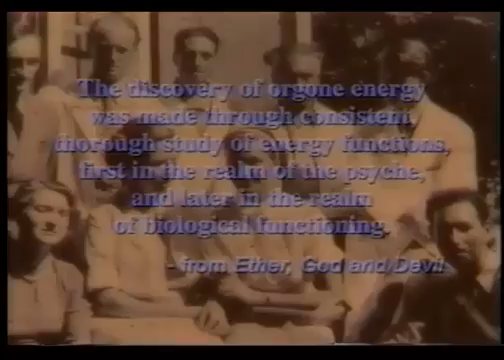 The discovery of orgone energy
was made through consistent,
thorough study of energy functions,
first in the realm of the psyche,
and later in the realm
of biological functioning.
- from Ether, God and Devil